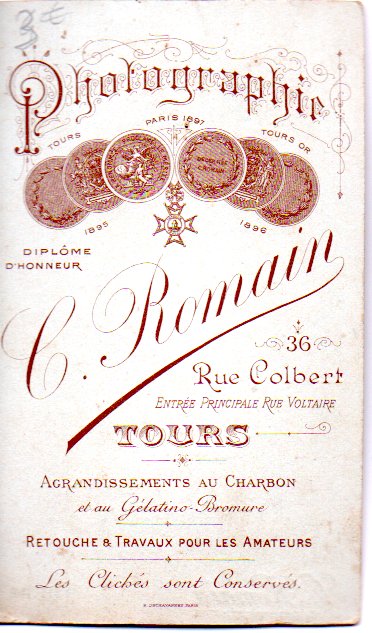 3€
Photographie
PARIS 1897
TOURS
TOURS OR
1895
1896
DIPLÔME
D'HONNEUR
C. Romain
36
Rue Colbert
ENTRÉE PRINCIPALE RUE VOLTAIRE
TOURS
AGRANDISSEMENTS AU CHARBON
et au Gélatino-Bromure
RETOUCHE & TRAVAUX POUR LES AMATEURS
Les Clichés sont Conservés.
PARIS